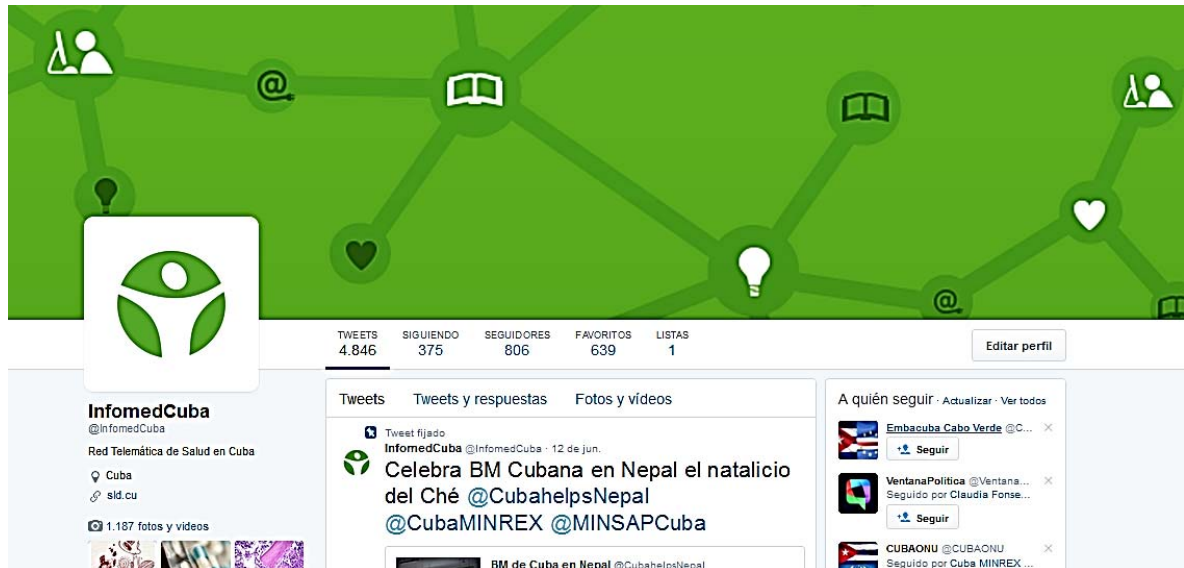 TWEETS
4.846
SIGUIENDO
375
SEGUIDORES
806
FAVORITOS
639
LISTAS
1
Editar perfil
InfomedCuba
@InfomedCuba
Red Telemática de Salud en Cuba
Cuba
sld.cu
1.187 fotos y videos
Tweets Tweets y respuestas Fotos y vídeos
Tweet fijado
InfomedCuba @InfomedCuba · 12 de jun.
Celebra BM Cubana en Nepal el natalicio
del Ché @CubahelpsNepal
@CubaMINREX @MINSAPCuba
BM de Cuba en Nepal @CubahelpsNepal
A quién seguir · Actualizar · Ver todos
Embacuba Cabo Verde @C...
Seguir
VentanaPolitica @Ventana...
Seguido por Claudia Fonse...
Seguir
CUBAONU @CUBAONU
Seguido por Cuba MINREX ...